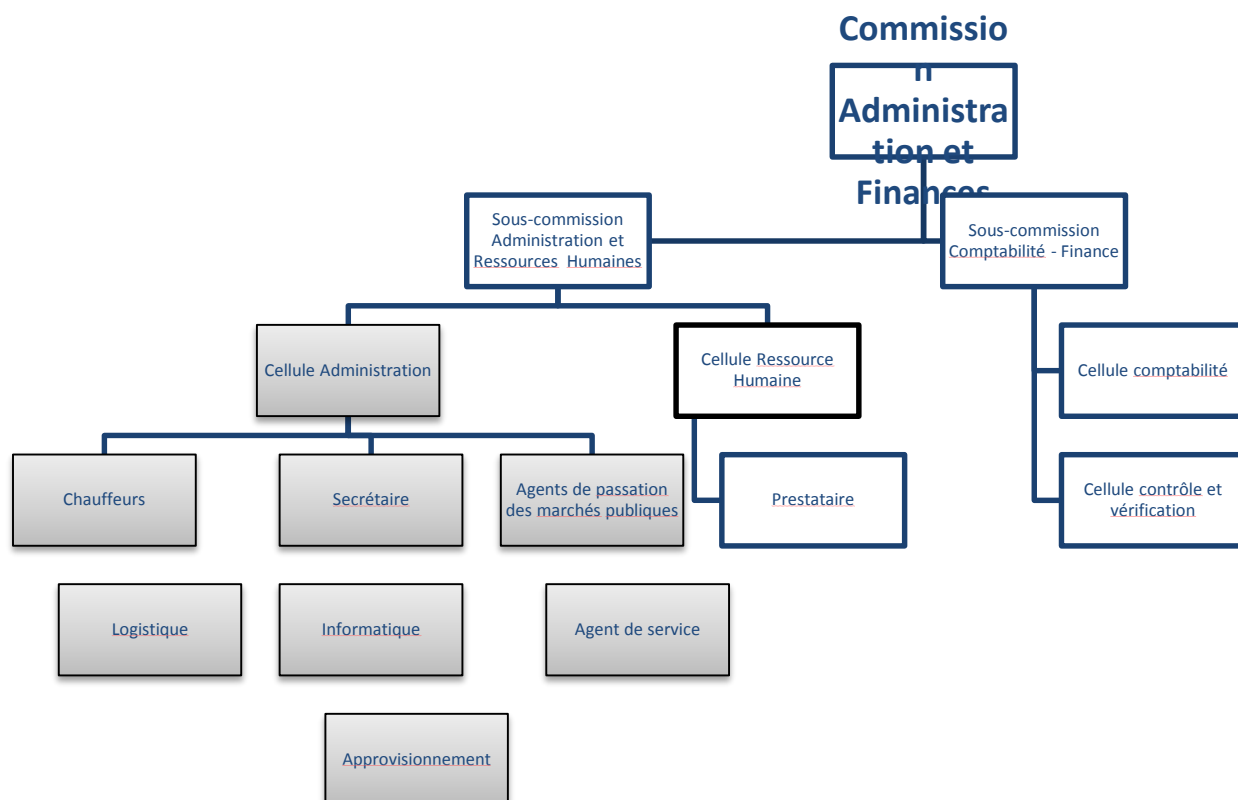 Commissio
n
Administra
tion et
Finances
Sous-commission
Administration et
Ressources Humaines
Sous-commission
Comptabilité - Finance
Cellule Administration
Cellule Ressource
Humaine
Cellule comptabilité
Chauffeurs
Secrétaire
Agents de passation
des marchés publiques
Prestataire
Cellule contrôle et
vérification
Logistique
Informatique
Agent de service
Approvisionnement